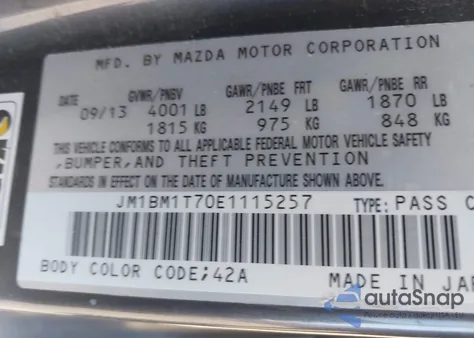 MFD. BY MAZDA MOTOR CORPORATION
DATE GVWR/PNBV GAWR/PNBE FRT GAWR/PNBE RR
09/13 4001 LB 2149 LB 1870 LB
1815 KG 975 KG 848 KG
THIS VEHICLE CONFORMS TO ALL APPLICABLE FEDERAL MOTOR VEHICLE SAFETY
,BUMPER,AND THEFT PREVENTION
STANDARDS IN EFFECT ON THE DATE OF MANUFACTURE SHOWN ABOVE.
JM1BM1T70E1115257 TYPE: PASS C
BODY COLOR CODE;42A MADE IN JAP
autoSnap